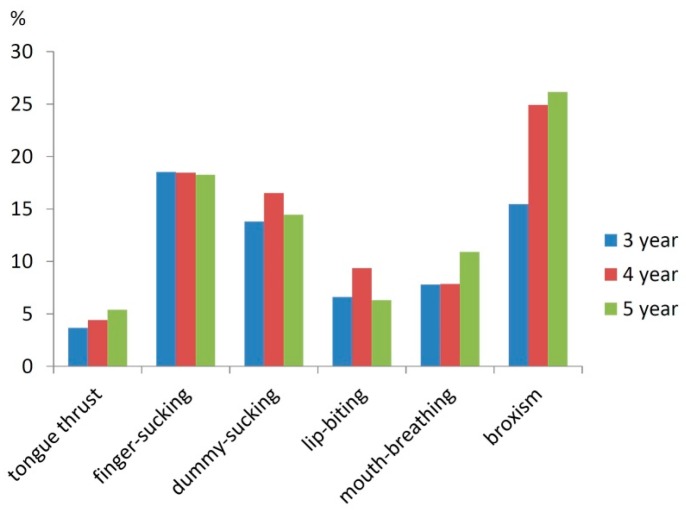 %
30
25
20
15
10
5
0
tongue thrust
finger-sucking
dummy-sucking
lip-biting
mouth-breathing
broxism
3 year
4 year
5 year